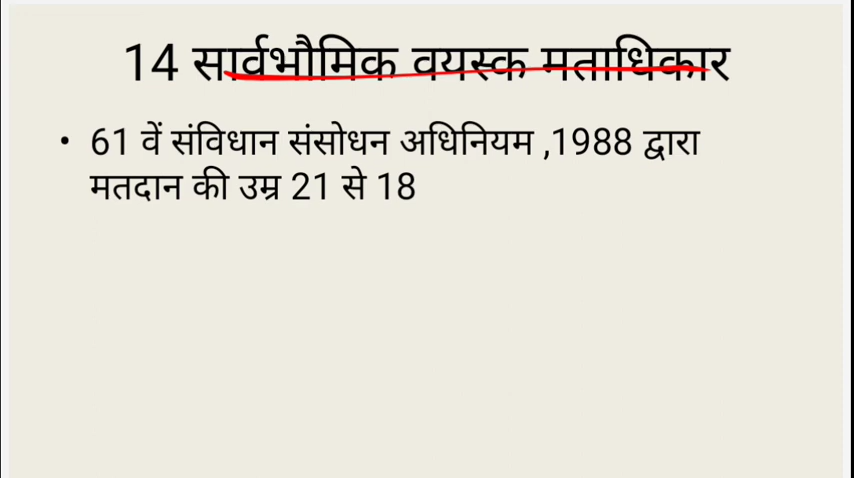 14 सार्वभौमिक वयस्क मताधिकार
• 61 वें संविधान संसोधन अधिनियम ,1988 द्वारा
मतदान की उम्र 21 से 18